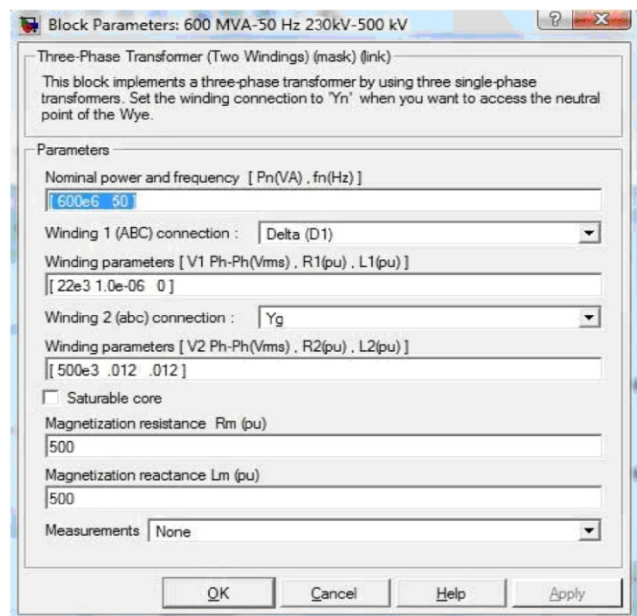 Block Parameters: 600 MVA-50 Hz 230kV-500 kV
Three-Phase Transformer (Two Windings) (mask) (link)
This block implements a three-phase transformer by using three single-phase
transformers. Set the winding connection to 'Yn' when you want to access the neutral
point of the Wye.
Parameters
Nominal power and frequency [ Pn(VA) , fn(Hz) ]
[ 600e6 50 ]
Winding 1 (ABC) connection : Delta (D1)
Winding parameters [ V1 Ph-Ph(Vrms) , R1(pu) , L1(pu) ]
[ 22e3 1.0e-06 0 ]
Winding 2 (abc) connection : Yg
Winding parameters [ V2 Ph-Ph(Vrms) , R2(pu) , L2(pu) ]
[ 500e3 .012 .012 ]
Saturable core
Magnetization resistance Rm (pu)
500
Magnetization reactance Lm (pu)
500
Measurements None
OK Cancel Help Apply